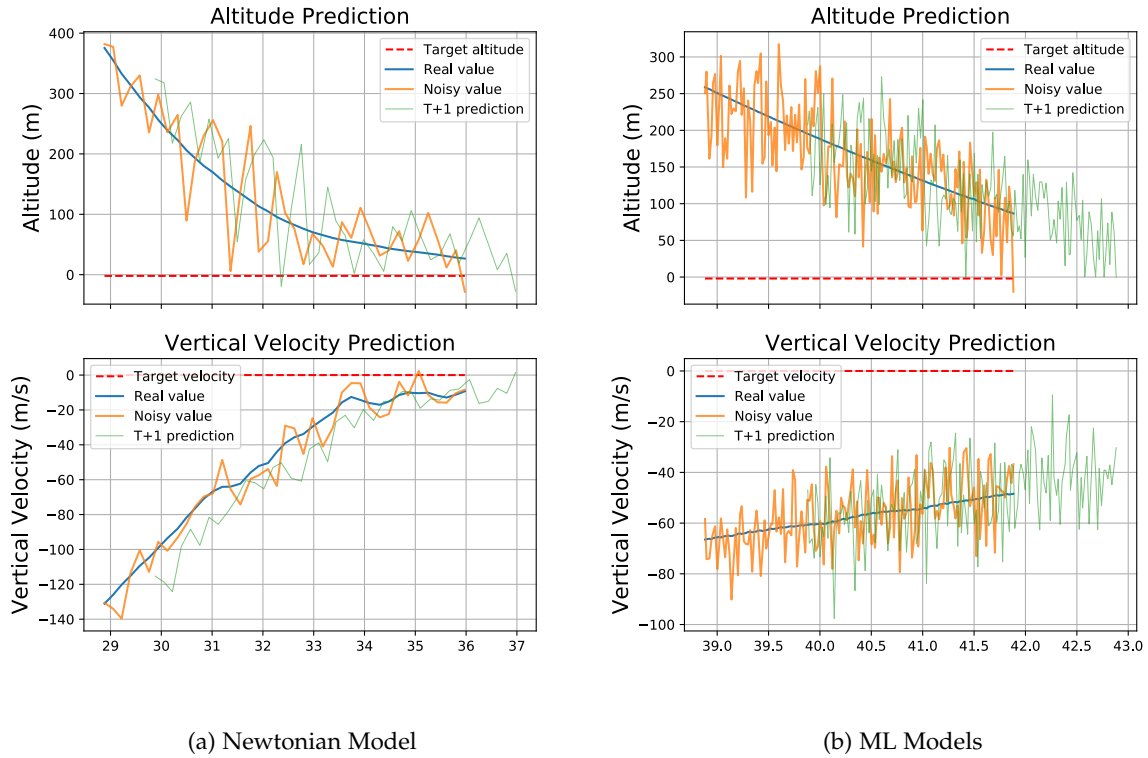 Altitude Prediction
400
300
200
100
0
Altitude (m)
Target altitude
Real value
Noisy value
T+1 prediction
Vertical Velocity Prediction
0
−20
−40
−60
−80
−100
−120
−140
Vertical Velocity (m/s)
Target velocity
Real value
Noisy value
T+1 prediction
29 30 31 32 33 34 35 36 37
(a) Newtonian Model
Altitude Prediction
300
250
200
150
100
50
0
Altitude (m)
Target altitude
Real value
Noisy value
T+1 prediction
Vertical Velocity Prediction
0
−20
−40
−60
−80
−100
Vertical Velocity (m/s)
Target velocity
Real value
Noisy value
T+1 prediction
39.0 39.5 40.0 40.5 41.0 41.5 42.0 42.5 43.0
(b) ML Models